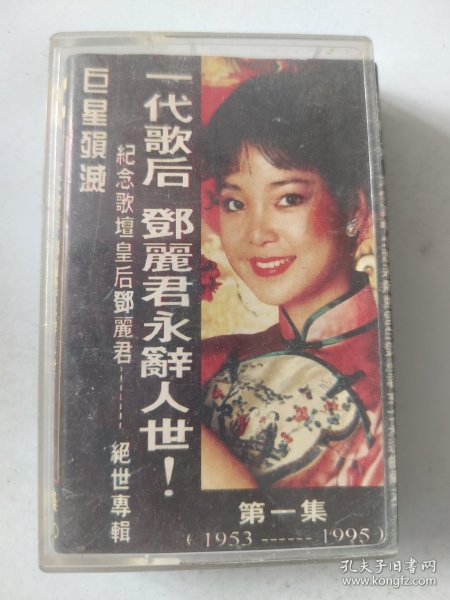 巨星殞滅
一代歌后 鄧麗君永辭人世！
紀念歌壇皇后鄧麗君┄┄┄絕世專輯
第一集
（1953 ------ 1995）
孔夫子旧书网
www.kongfz.com